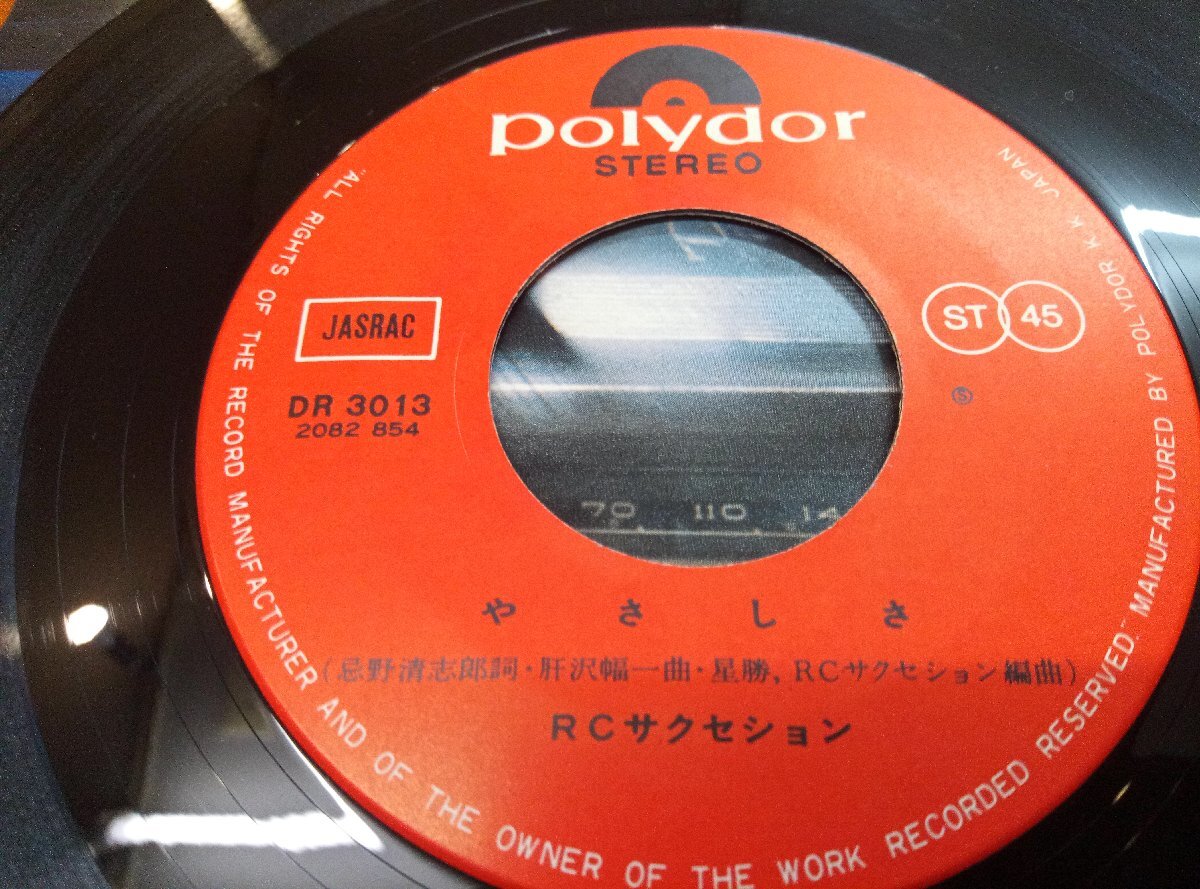 polydor
STEREO
JASRAC
ST 45
DR 3013
2082 854
Ⓢ
70 110 14
やさしさ
(忌野清志郎詞・肝沢幅一曲・星勝, RCサクセション編曲)
RCサクセション
"ALL RIGHTS OF THE RECORD MANUFACTURER AND OF THE OWNER OF THE WORK RECORDED RESERVED." MANUFACTURED BY POLYDOR K.K. JAPAN